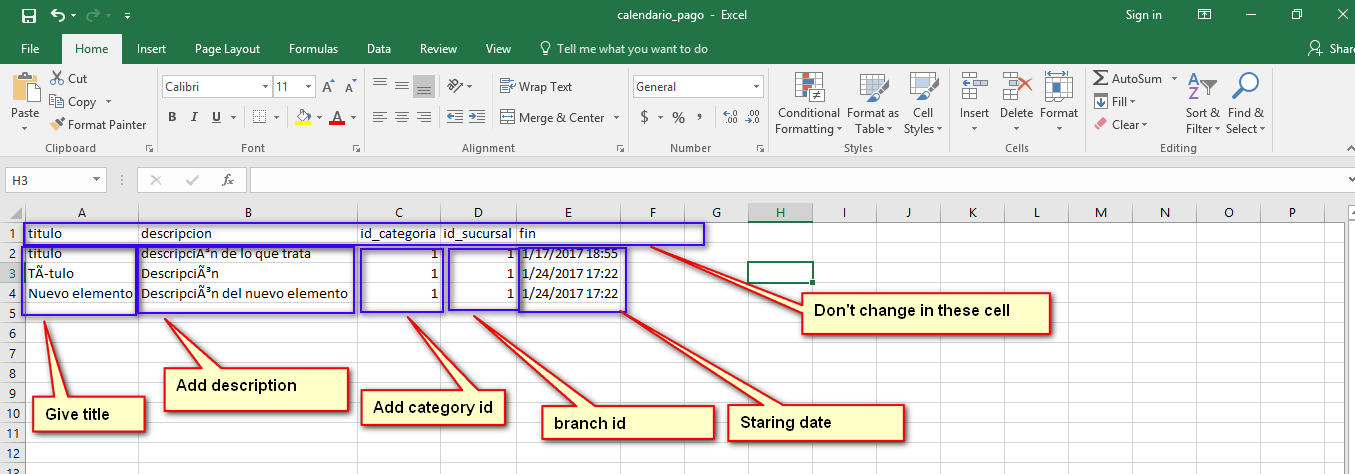 calendario_pago - Excel
Sign in
File Home Insert Page Layout Formulas Data Review View Tell me what you want to do Share
Paste
Cut
Copy
Format Painter
Clipboard
Calibri 11
B I U
Font
Wrap Text
Merge & Center
Alignment
General
$ % ,
Number
Conditional Formatting
Format as Table
Cell Styles
Styles
Insert Delete Format
Cells
AutoSum
Fill
Clear
Sort & Filter
Find & Select
Editing
H3 fx
A B C D E F G H I J K L M N O P
1 titulo descripcion id_categoria id_sucursal fin
2 titulo descripciÃ³n de lo que trata 1 1 1/17/2017 18:55
3 TÃ-tulo DescripciÃ³n 1 1 1/24/2017 17:22
4 Nuevo elemento DescripciÃ³n del nuevo elemento 1 1 1/24/2017 17:22
5
6
7
8
9
10
11
12
13
Don't change in these cell
Add description
Give title
Add category id
branch id
Staring date